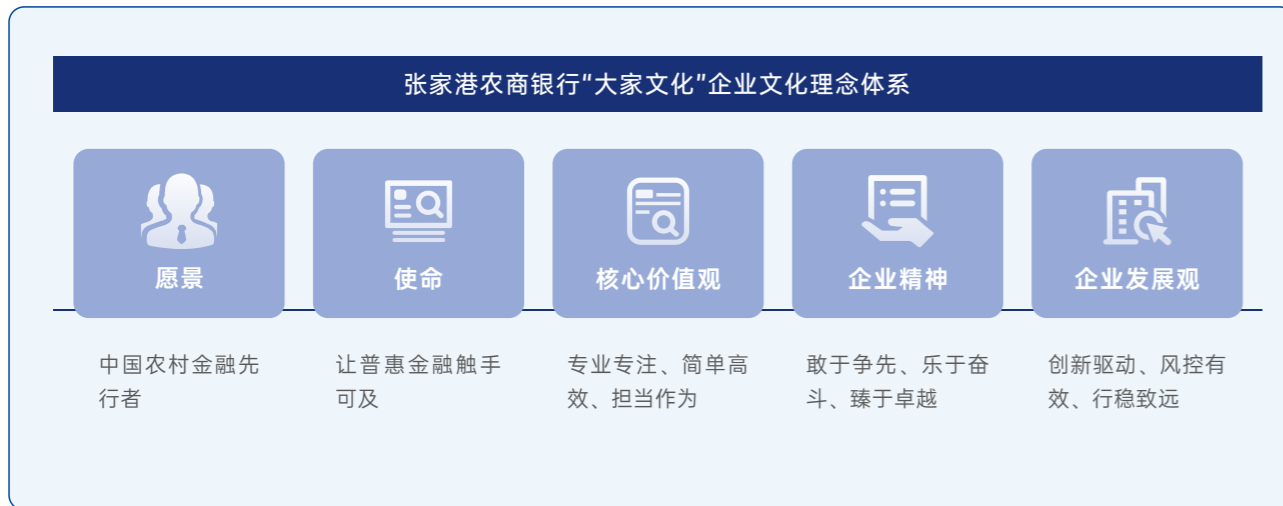 张家港农商银行"大家文化"企业文化理念体系
愿景
使命
核心价值观
企业精神
企业发展观
中国农村金融先
行者
让普惠金融触手
可及
专业专注、简单高
效、担当作为
敢于争先、乐于奋
斗、臻于卓越
创新驱动、风控有
效、行稳致远